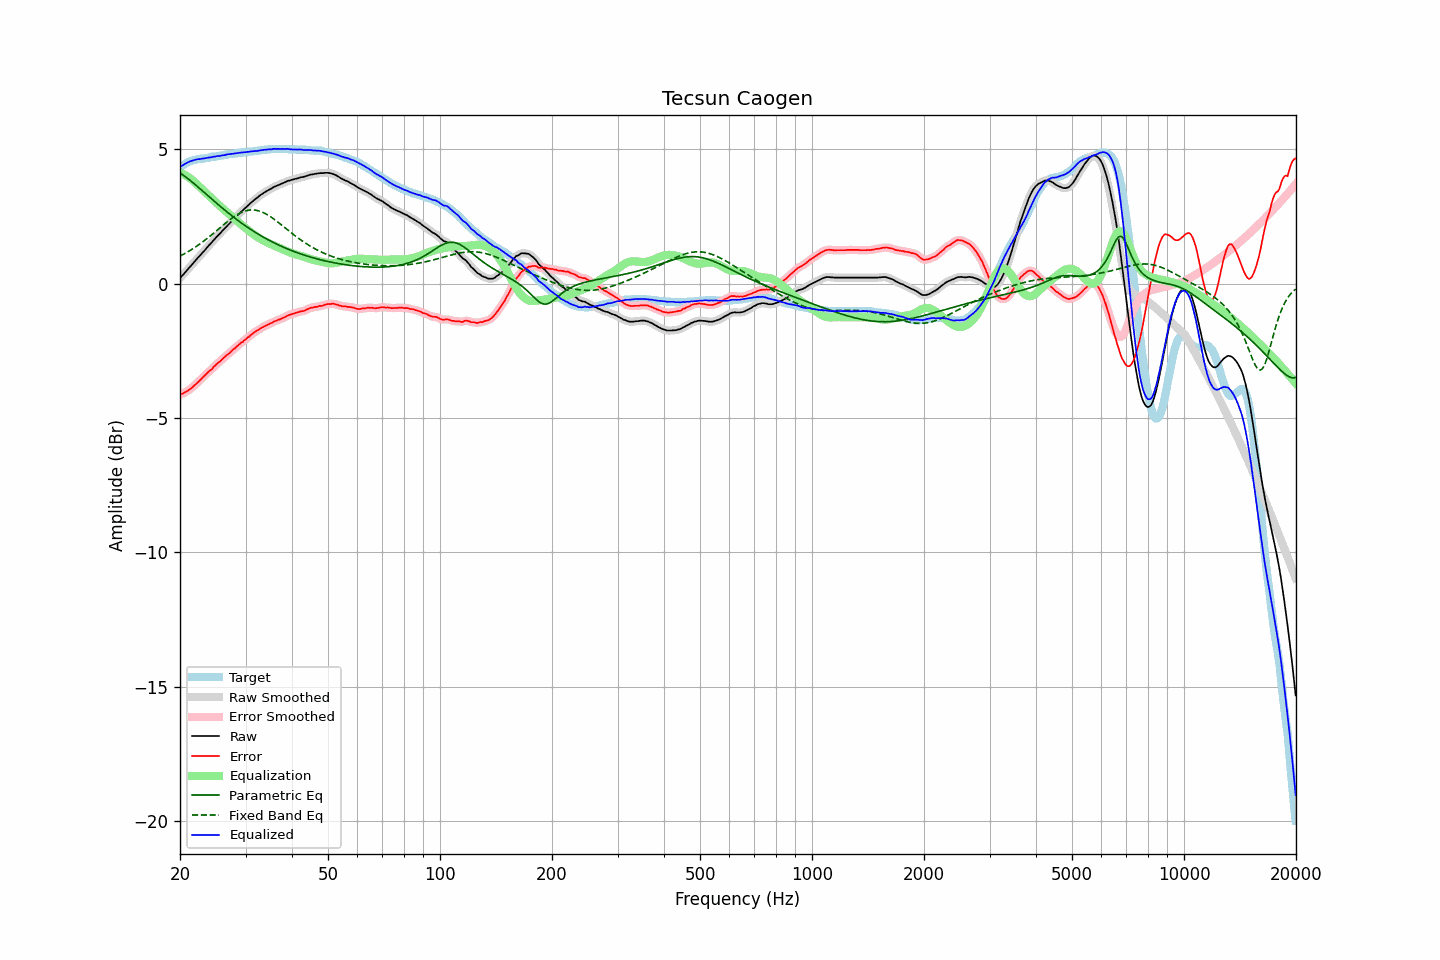 Tecsun Caogen
Amplitude (dBr)
5
0
−5
−10
−15
−20
Target
Raw Smoothed
Error Smoothed
Raw
Error
Equalization
Parametric Eq
Fixed Band Eq
Equalized
20 50 100 200 500 1000 2000 5000 10000 20000
Frequency (Hz)